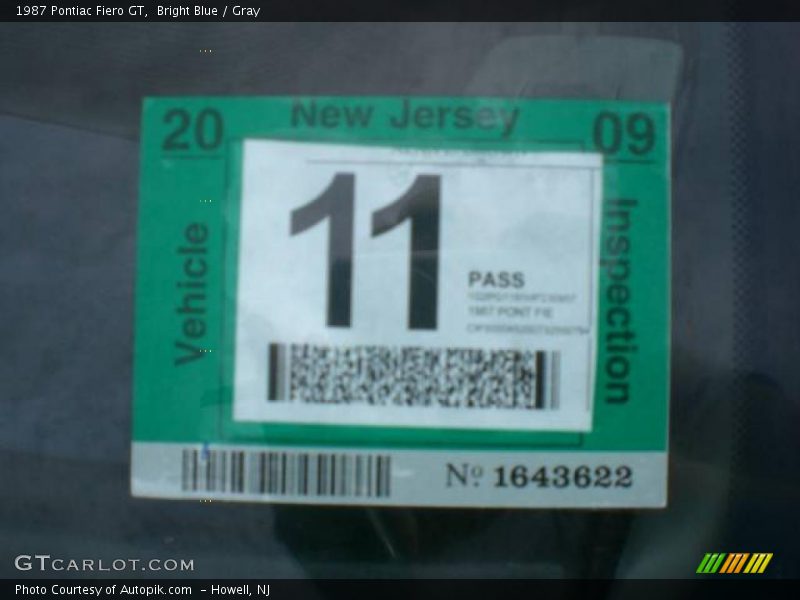 1987 Pontiac Fiero GT,  Bright Blue / Gray
20 New Jersey 09
Vehicle
11
Inspection
PASS
1987 PONT FIE
Nº 1643622
GTCARLOT.COM
Photo Courtesy of Autopik.com  - Howell, NJ